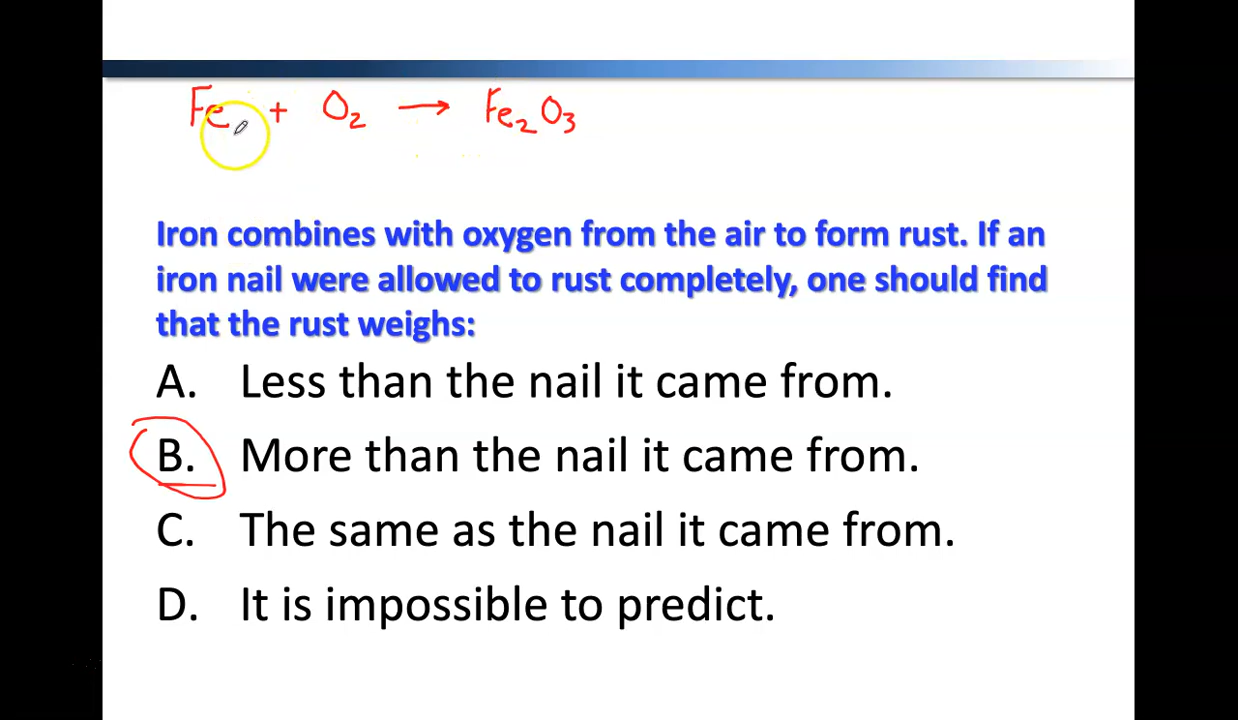 Fe + O₂ → Fe₂O₃
Iron combines with oxygen from the air to form rust. If an
iron nail were allowed to rust completely, one should find
that the rust weighs:
A. Less than the nail it came from.
B. More than the nail it came from.
C. The same as the nail it came from.
D. It is impossible to predict.